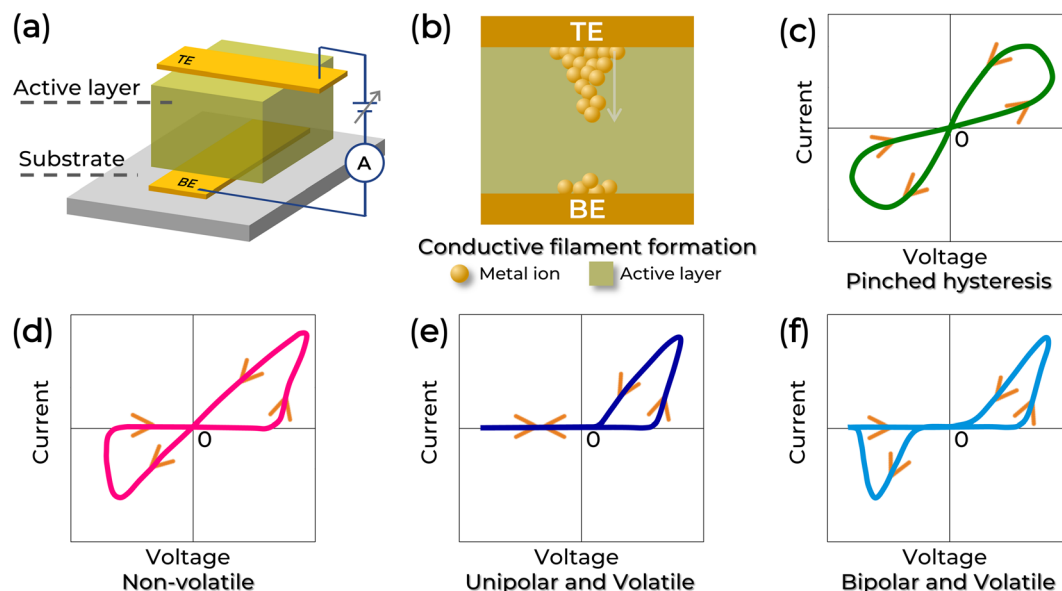 (a)
TE
Active layer
Substrate
BE
A
(b)
TE
BE
Conductive filament formation
Metal ion
Active layer
(c)
Current
0
Voltage
Pinched hysteresis
(d)
Current
0
Voltage
Non-volatile
(e)
Current
0
Voltage
Unipolar and Volatile
(f)
Current
0
Voltage
Bipolar and Volatile